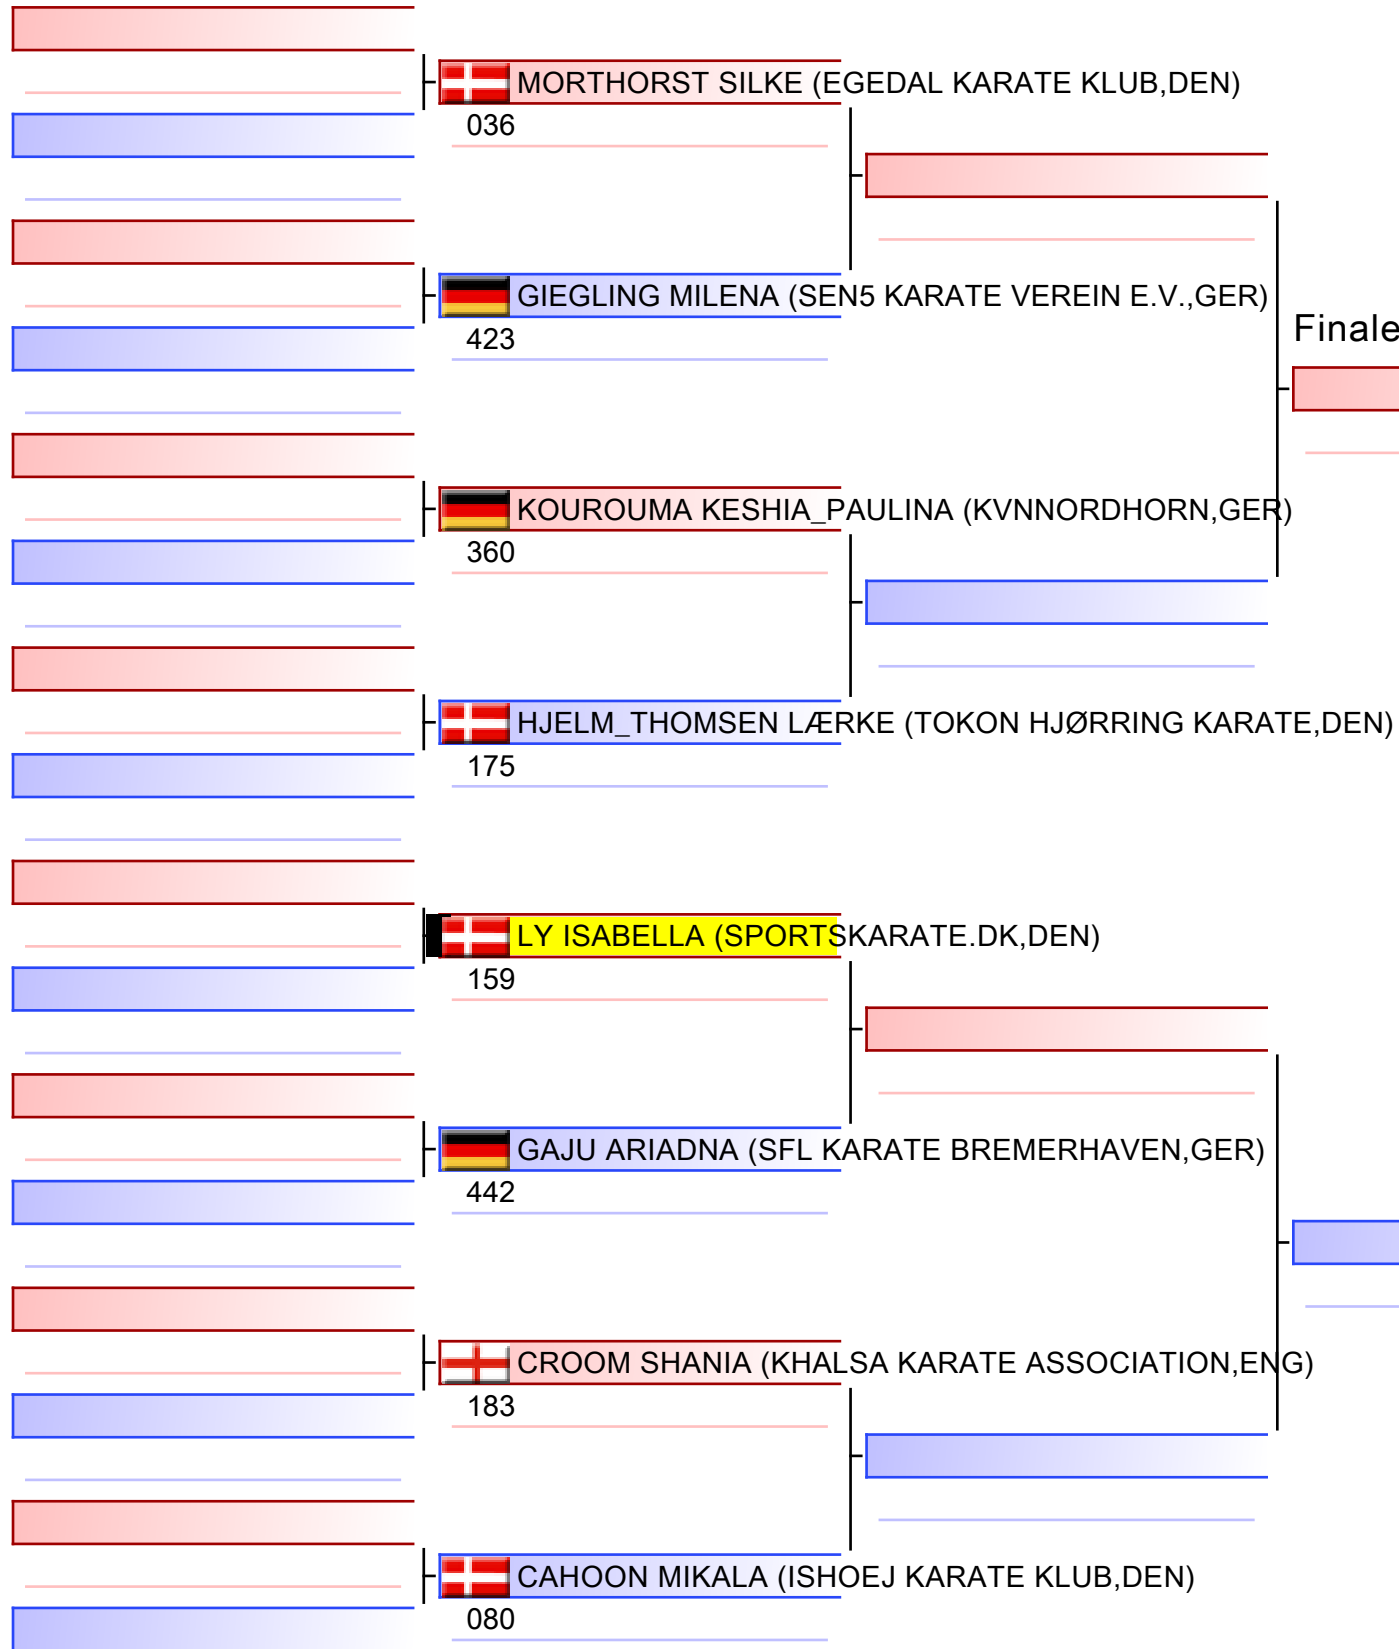 MORTHORST SILKE (EGEDAL KARATE KLUB,DEN)
036
GIEGLING MILENA (SEN5 KARATE VEREIN E.V.,GER)
423
Finale
KOUROUMA KESHIA_PAULINA (KVNNORDHORN,GER)
360
HJELM_THOMSEN LÆRKE (TOKON HJØRRING KARATE,DEN)
175
LY ISABELLA (SPORTSKARATE.DK,DEN)
159
GAJU ARIADNA (SFL KARATE BREMERHAVEN,GER)
442
CROOM SHANIA (KHALSA KARATE ASSOCIATION,ENG)
183
CAHOON MIKALA (ISHOEJ KARATE KLUB,DEN)
080